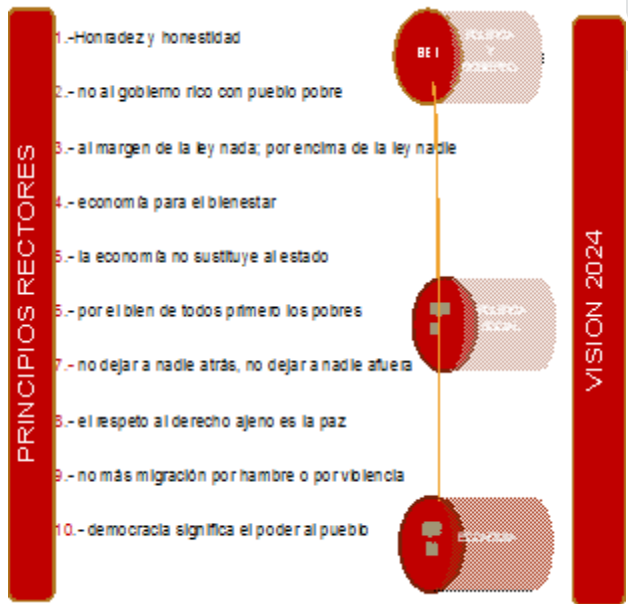 PRINCIPIOS RECTORES
1.-Honradez y honestidad
2.- no al gobierno rico con pueblo pobre
3.- al margen de la ley nada; por encima de la ley nadie
4.- economía para el bienestar
5.- la economía no sustituye al estado
6.- por el bien de todos primero los pobres
7.- no dejar a nadie atrás, no dejar a nadie afuera
8.- el respeto al derecho ajeno es la paz
9.- no más migración por hambre o por violencia
10.- democracia significa el poder al pueblo
POLITICA
Y
GOBIERNO
SOCIAL
ECONOMIA
VISION 2024